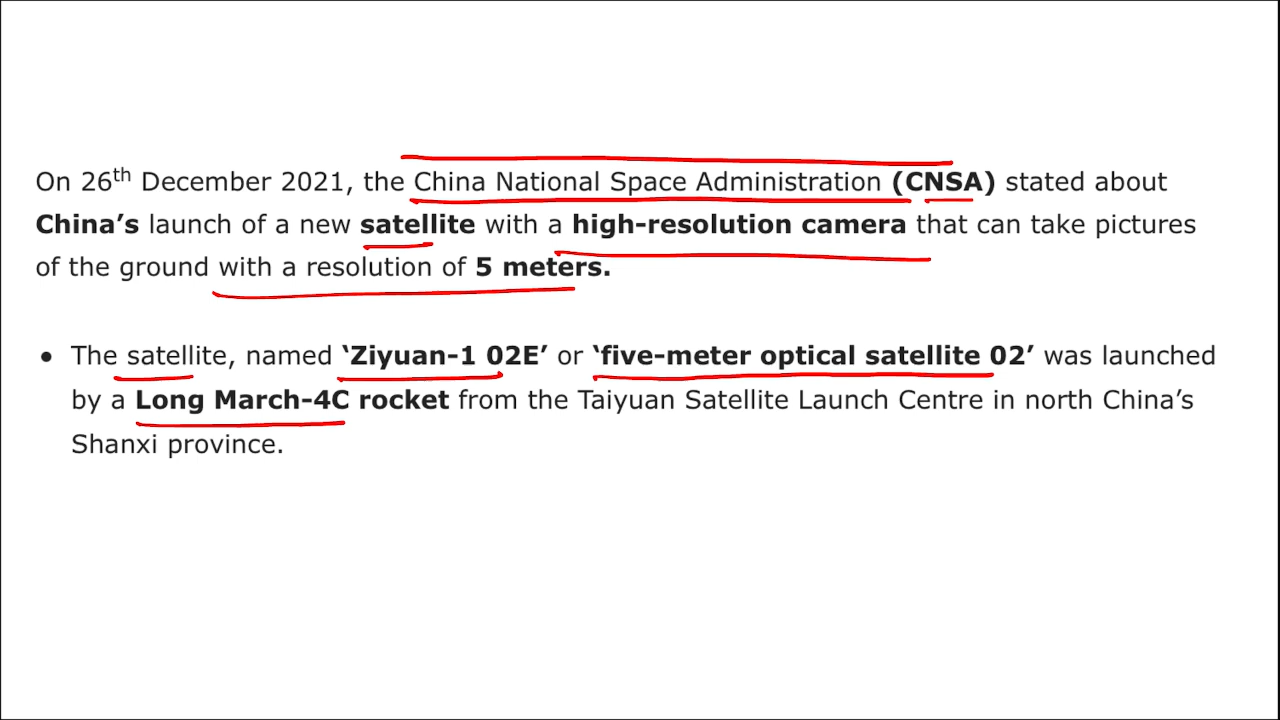 On 26th December 2021, the China National Space Administration (CNSA) stated about
China’s launch of a new satellite with a high-resolution camera that can take pictures
of the ground with a resolution of 5 meters.
● The satellite, named ‘Ziyuan-1 02E’ or ‘five-meter optical satellite 02’ was launched
by a Long March-4C rocket from the Taiyuan Satellite Launch Centre in north China’s
Shanxi province.